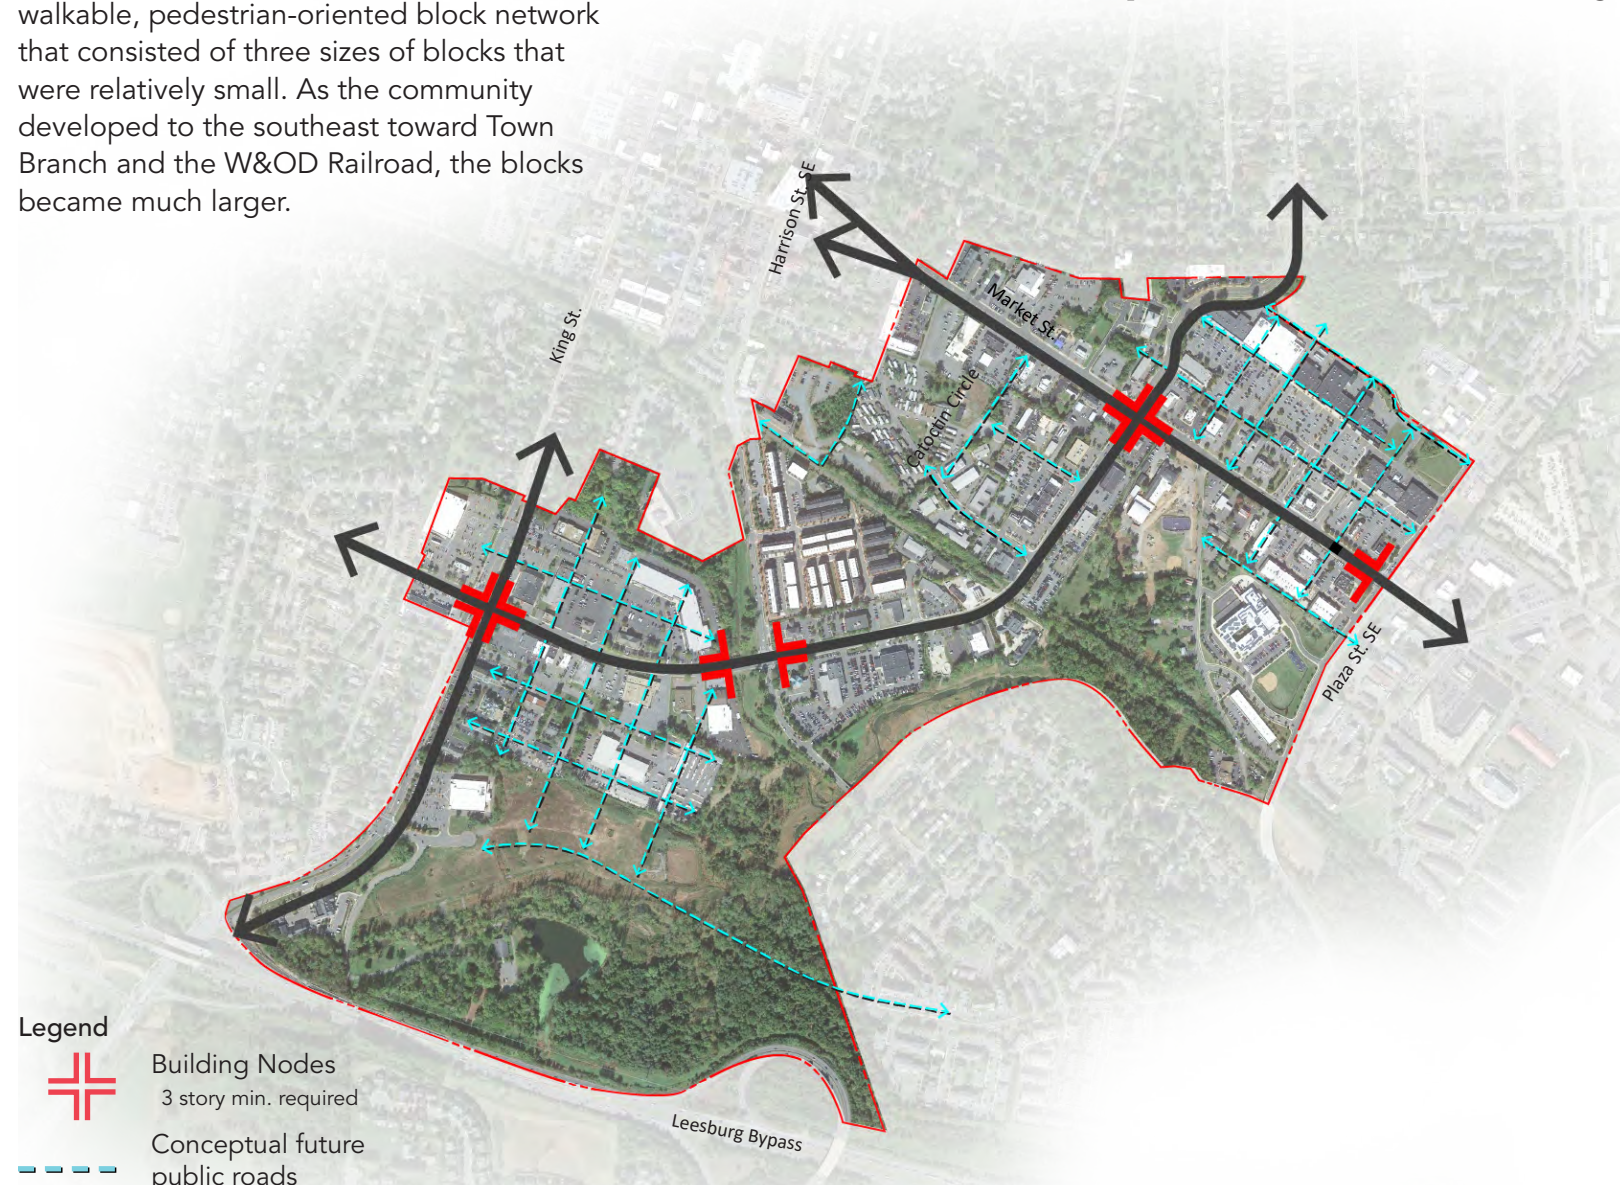 walkable, pedestrian-oriented block network
that consisted of three sizes of blocks that
were relatively small. As the community
developed to the southeast toward Town
Branch and the W&OD Railroad, the blocks
became much larger.
Harrison St. SE
King St.
Market St
Catoctin Circle
Plaza St. SE
Leesburg Bypass
Legend
Building Nodes
3 story min. required
Conceptual future
public roads